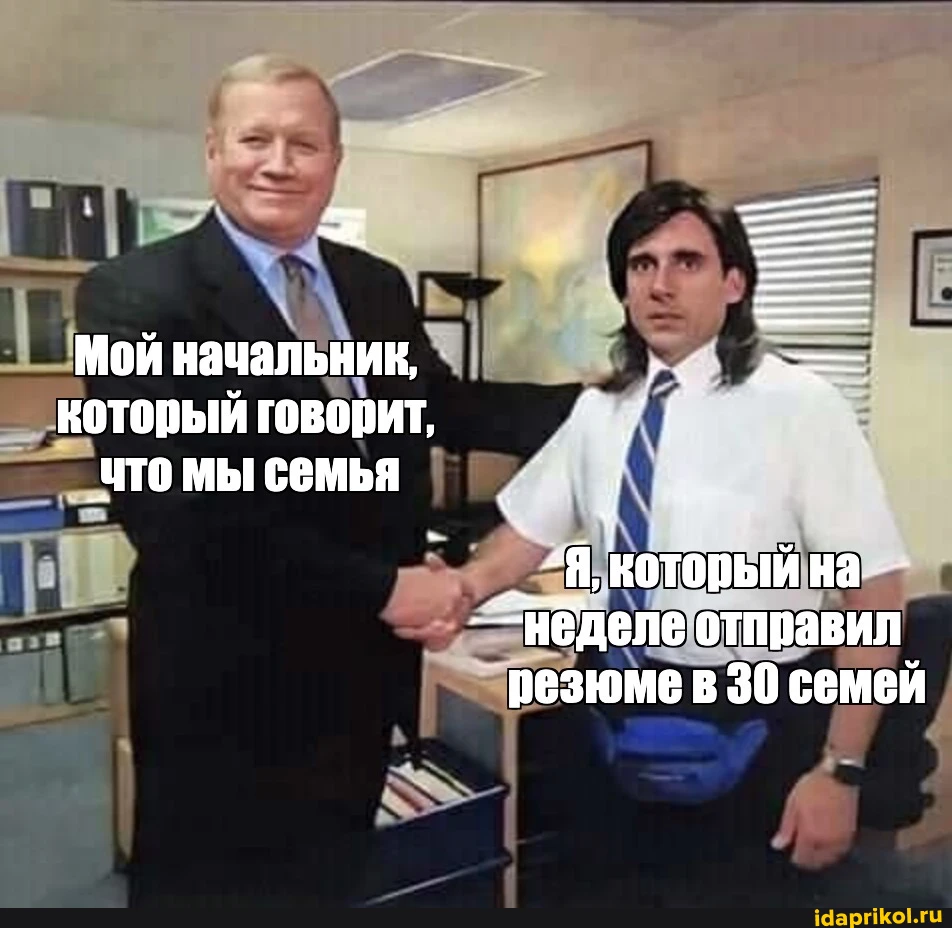 Мой начальник,
который говорит,
что мы семья
Я, который на
неделе отправил
резюме в 30 семей
idaprikol.ru